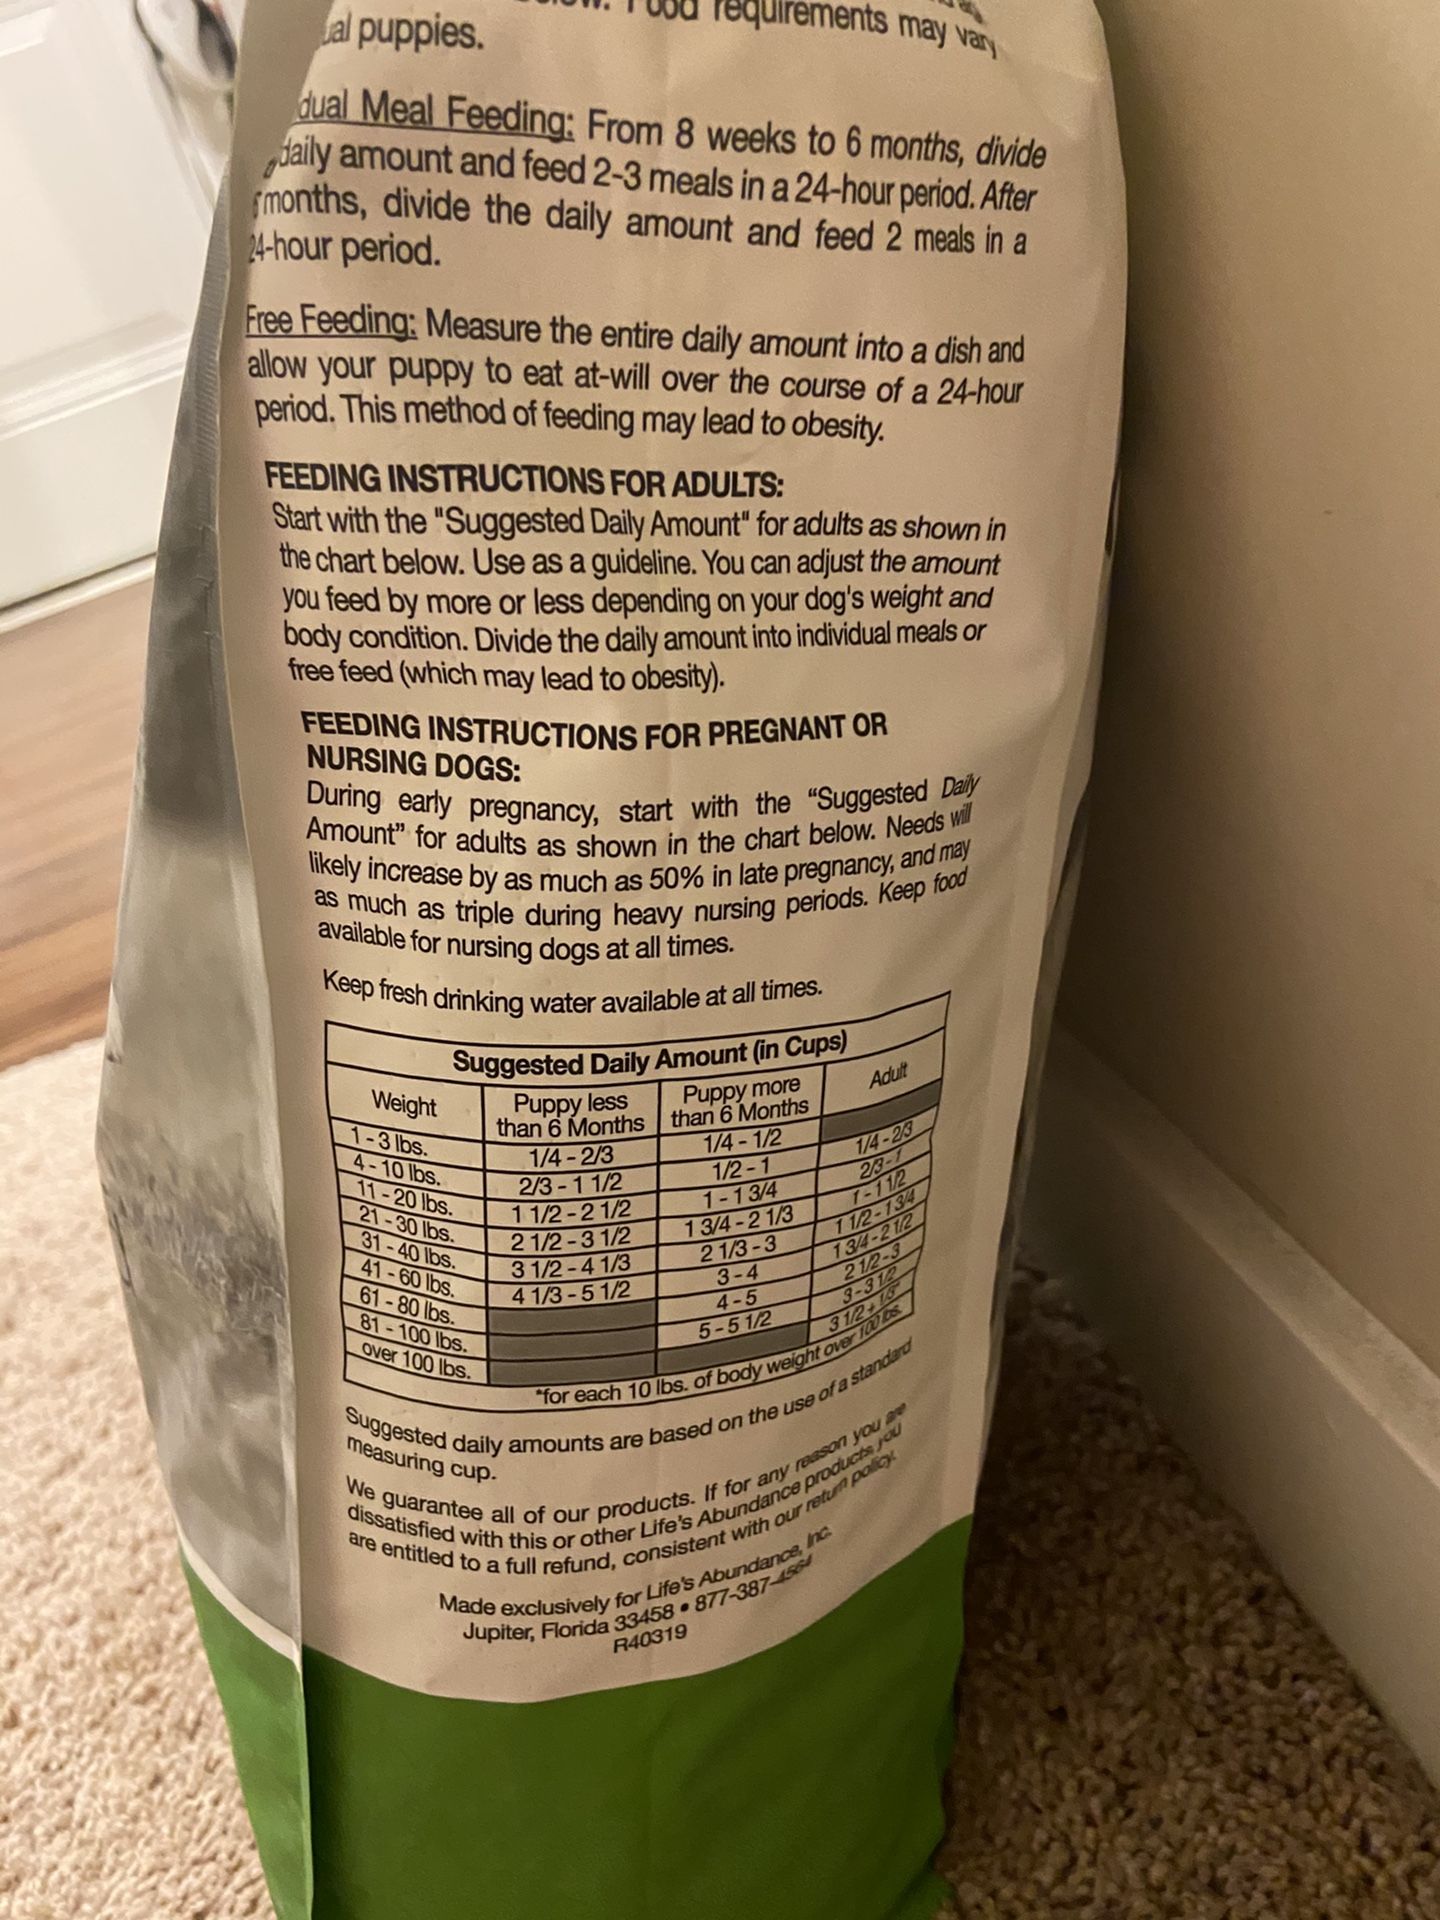 Food requirements may vary
puppies.
Meal Feeding: From 8 weeks to 6 months, divide
daily amount and feed 2-3 meals in a 24-hour period. After
months, divide the daily amount and feed 2 meals in a
24-hour period.
Free Feeding: Measure the entire daily amount into a dish and
allow your puppy to eat at-will over the course of a 24-hour
period. This method of feeding may lead to obesity.
FEEDING INSTRUCTIONS FOR ADULTS:
Start with the "Suggested Daily Amount" for adults as shown in
the chart below. Use as a guideline. You can adjust the amount
you feed by more or less depending on your dog's weight and
body condition. Divide the daily amount into individual meals or
free feed (which may lead to obesity).
FEEDING INSTRUCTIONS FOR PREGNANT OR
NURSING DOGS:
During early pregnancy, start with the “Suggested Daily
Amount” for adults as shown in the chart below. Needs will
likely increase by as much as 50% in late pregnancy, and may
as much as triple during heavy nursing periods. Keep food
available for nursing dogs at all times.
Keep fresh drinking water available at all times.
Suggested Daily Amount (in Cups)
Weight Puppy less than 6 Months Puppy more than 6 Months Adult
1 - 3 lbs. 1/4 - 2/3 1/4 - 1/2
4 - 10 lbs. 2/3 - 1 1/2 1/2 - 1 1/4 - 2/3
11 - 20 lbs. 1 1/2 - 2 1/2 1 - 1 3/4 2/3 - 1
21 - 30 lbs. 2 1/2 - 3 1/2 1 3/4 - 2 1/3 1 - 1 1/2
31 - 40 lbs. 3 1/2 - 4 1/3 2 1/3 - 3 1 1/2 - 1 3/4
41 - 60 lbs. 4 1/3 - 5 1/2 3 - 4 1 3/4 - 2 1/2
61 - 80 lbs. 4 - 5 2 1/2 - 3
81 - 100 lbs. 5 - 5 1/2 3 - 3 1/2
over 100 lbs. 3 1/2 + 1/3*
*for each 10 lbs. of body weight over 100 lbs.
Suggested daily amounts are based on the use of a standard
measuring cup.
We guarantee all of our products. If for any reason you are
dissatisfied with this or other Life's Abundance products, you
are entitled to a full refund, consistent with our return policy.
Made exclusively for Life's Abundance, Inc.
Jupiter, Florida 33458 • 877-387-4564
R40319